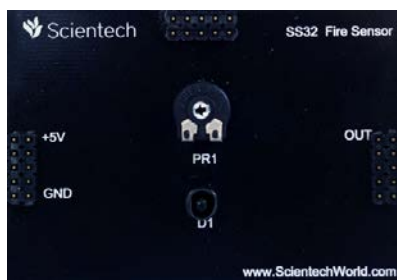 Scientech
SS32 Fire Sensor
+5V
OUT
PR1
GND
D1
www.ScientechWorld.com